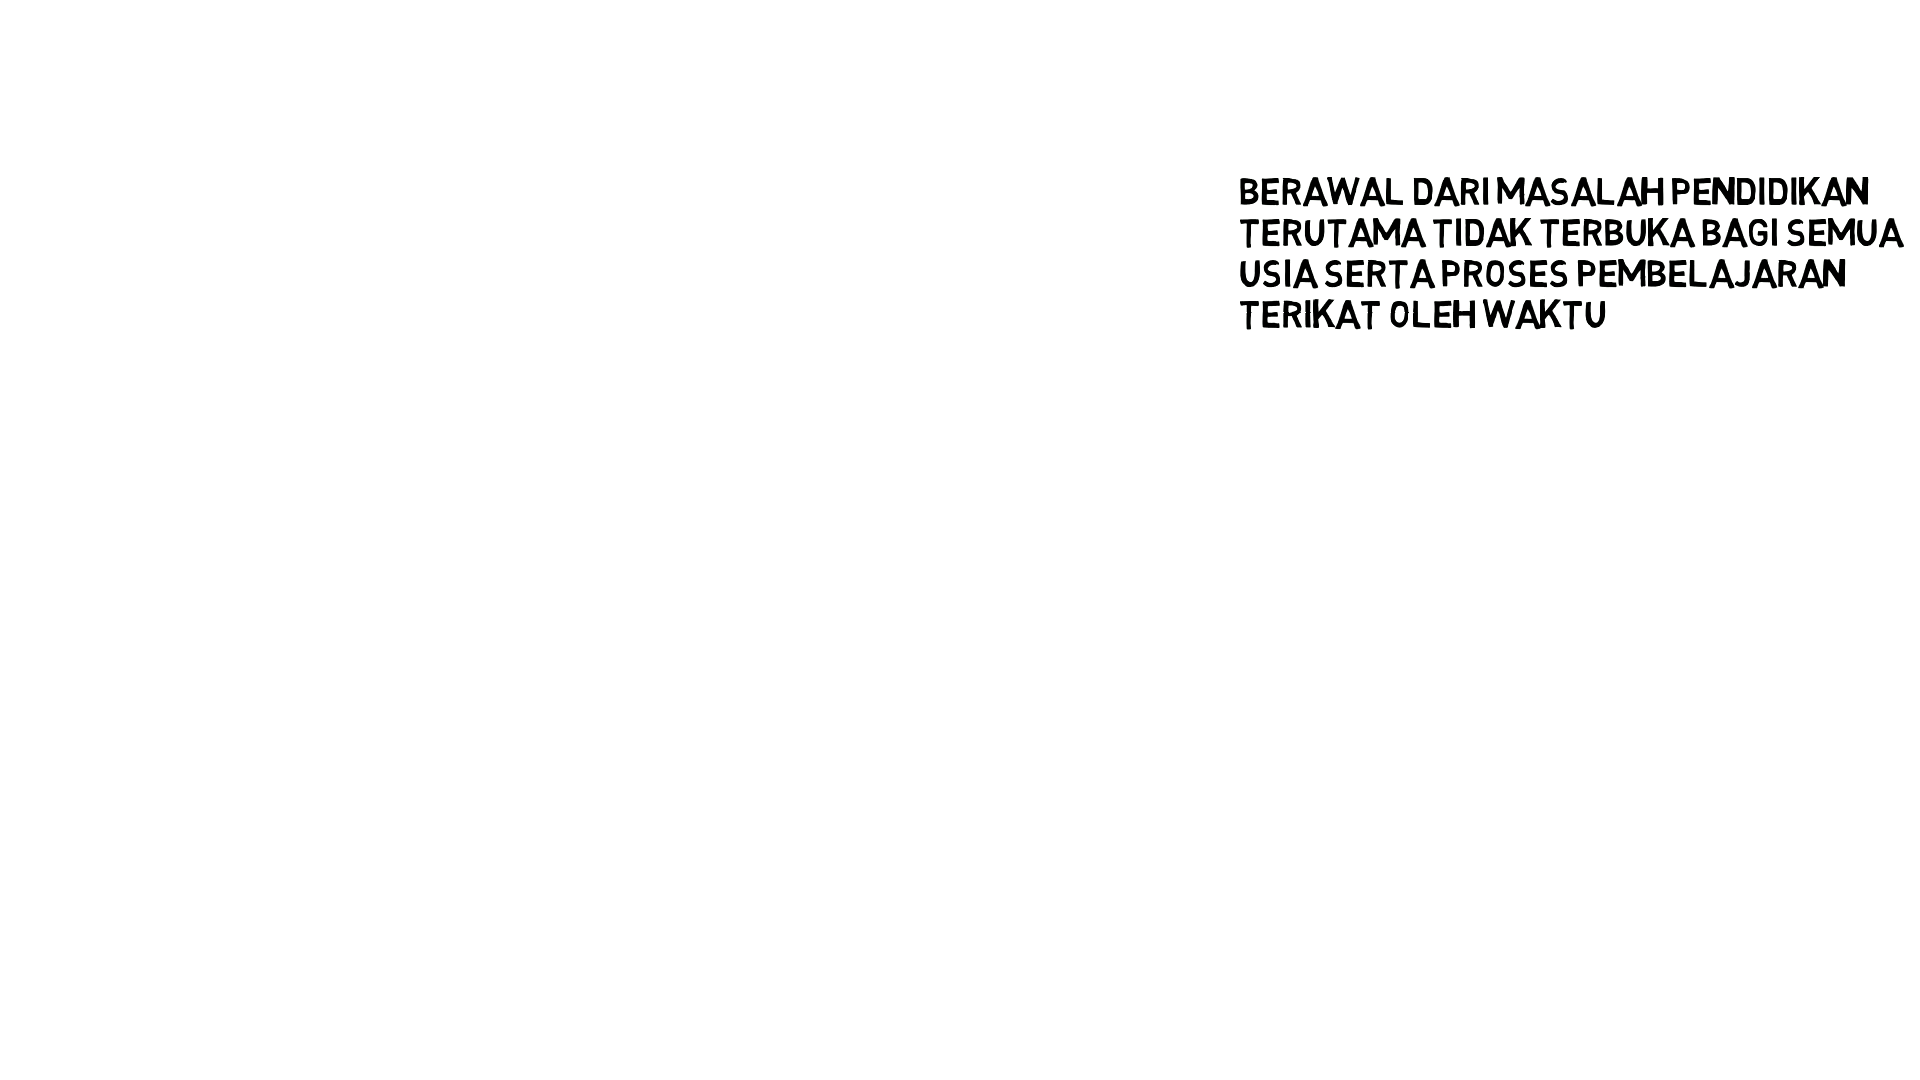 BERAWAL DARI MASALAH PENDIDIKAN
TERUTAMA TIDAK TERBUKA BAGI SEMUA
USIA SERTA PROSES PEMBELAJARAN
TERIKAT OLEH WAKTU